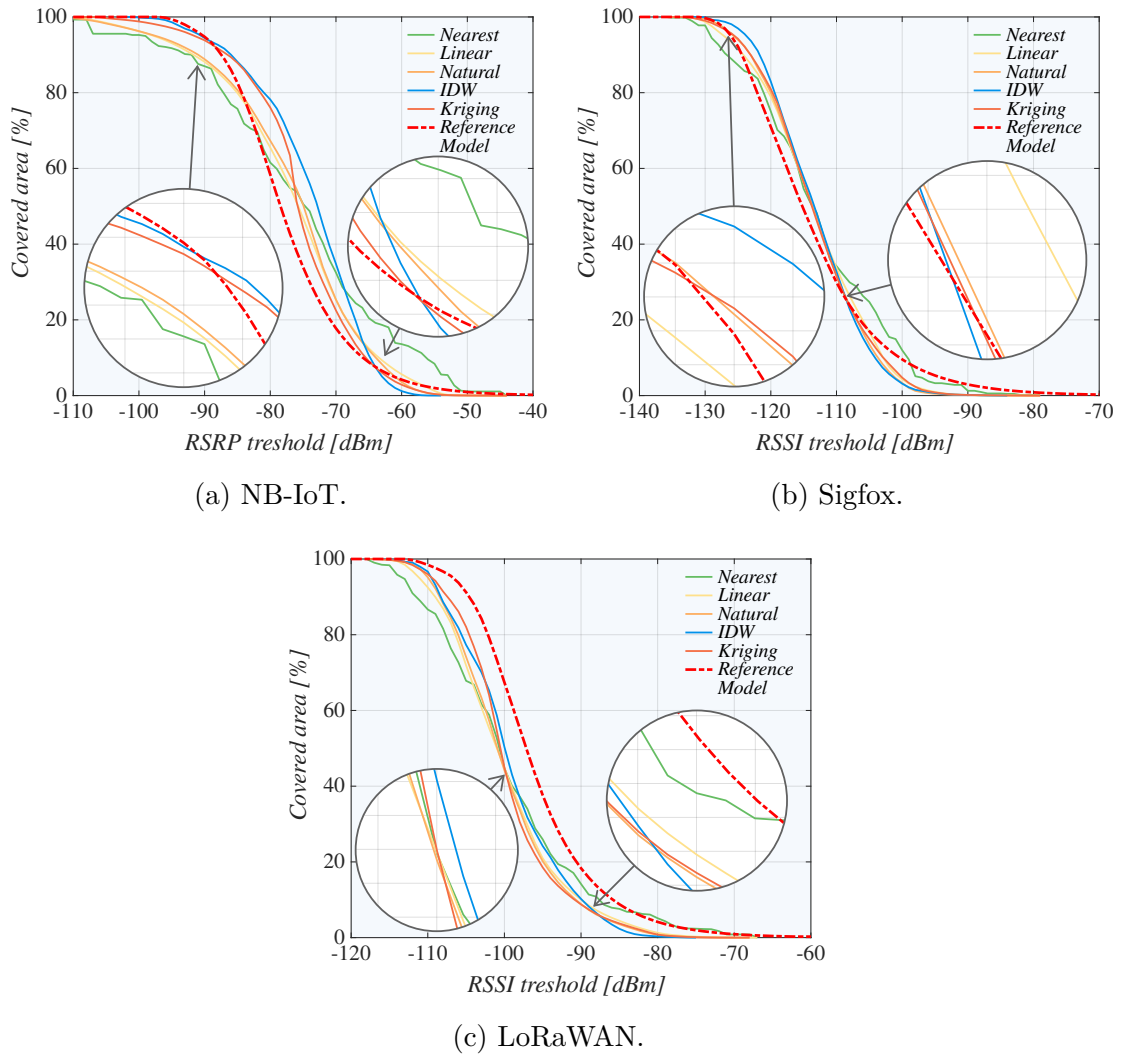 100
80
60
40
20
0
-110
-100
-90
-80
-70
-60
-50
-40
Covered area [%]
RSRP treshold [dBm]
Nearest
Linear
Natural
IDW
Kriging
Reference
Model
(a) NB-IoT.
100
80
60
40
20
0
-140
-130
-120
-110
-100
-90
-80
-70
Covered area [%]
RSSI treshold [dBm]
Nearest
Linear
Natural
IDW
Kriging
Reference
Model
(b) Sigfox.
100
80
60
40
20
0
-120
-110
-100
-90
-80
-70
-60
Covered area [%]
RSSI treshold [dBm]
Nearest
Linear
Natural
IDW
Kriging
Reference
Model
(c) LoRaWAN.